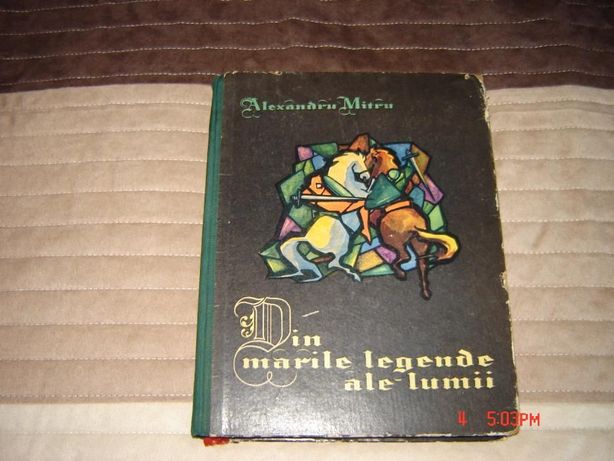 Alexandru Mitru
Din
marile legende
ale lumii
4 5:03PM